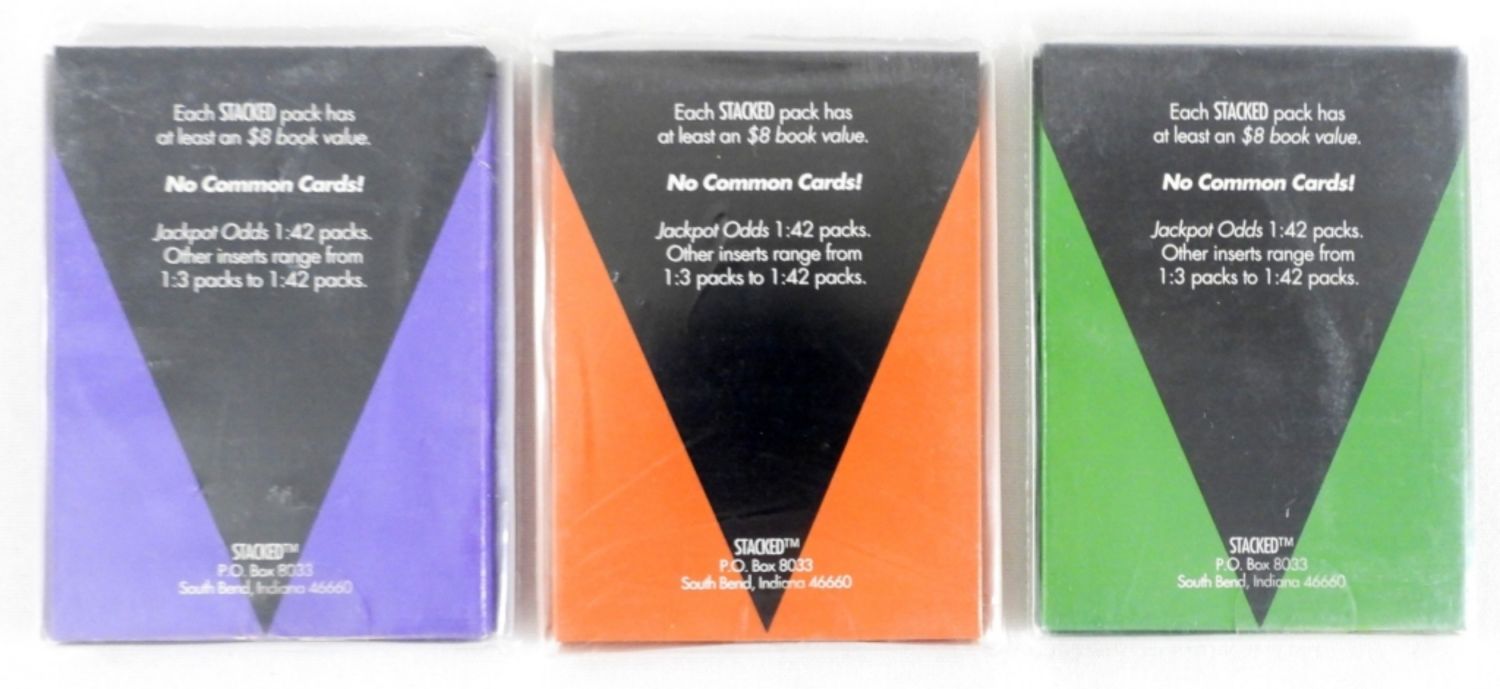 Each STACKED pack has
at least an $8 book value.
No Common Cards!
Jackpot Odds 1:42 packs.
Other inserts range from
1:3 packs to 1:42 packs.
STACKED™
P.O. Box 8033
South Bend, Indiana 46660
Each STACKED pack has
at least an $8 book value.
No Common Cards!
Jackpot Odds 1:42 packs.
Other inserts range from
1:3 packs to 1:42 packs.
STACKED™
P.O. Box 8033
South Bend, Indiana 46660
Each STACKED pack has
at least an $8 book value.
No Common Cards!
Jackpot Odds 1:42 packs.
Other inserts range from
1:3 packs to 1:42 packs.
STACKED™
P.O. Box 8033
South Bend, Indiana 46660